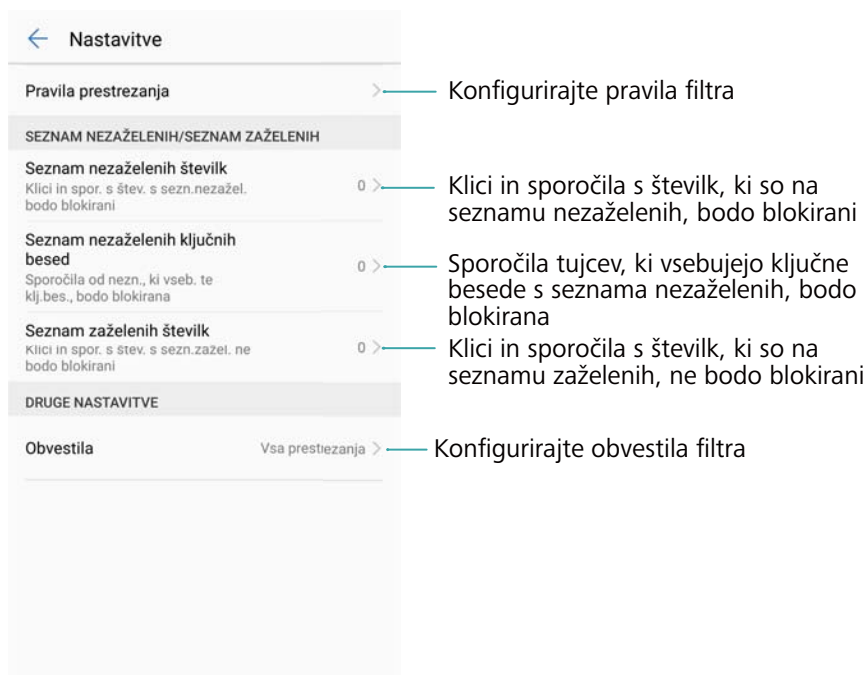 Nastavitve
Pravila prestrezanja
Konfigurirajte pravila filtra
SEZNAM NEZAŽELENIH/SEZNAM ZAŽELENIH
Seznam nezaželenih številk
Klici in spor. s štev. s sezn.nezažel.
bodo blokirani
0
Klici in sporočila s številk, ki so na
seznamu nezaželenih, bodo blokirani
Seznam nezaželenih ključnih
besed
Sporočila od nezn., ki vseb. te
klj.bes., bodo blokirana
0
Sporočila tujcev, ki vsebujejo ključne
besede s seznama nezaželenih, bodo
blokirana
Seznam zaželenih številk
Klici in spor. s štev. s sezn.zažel. ne
bodo blokirani
0
Klici in sporočila s številk, ki so na
seznamu zaželenih, ne bodo blokirani
DRUGE NASTAVITVE
Obvestila
Vsa prestrezanja
Konfigurirajte obvestila filtra